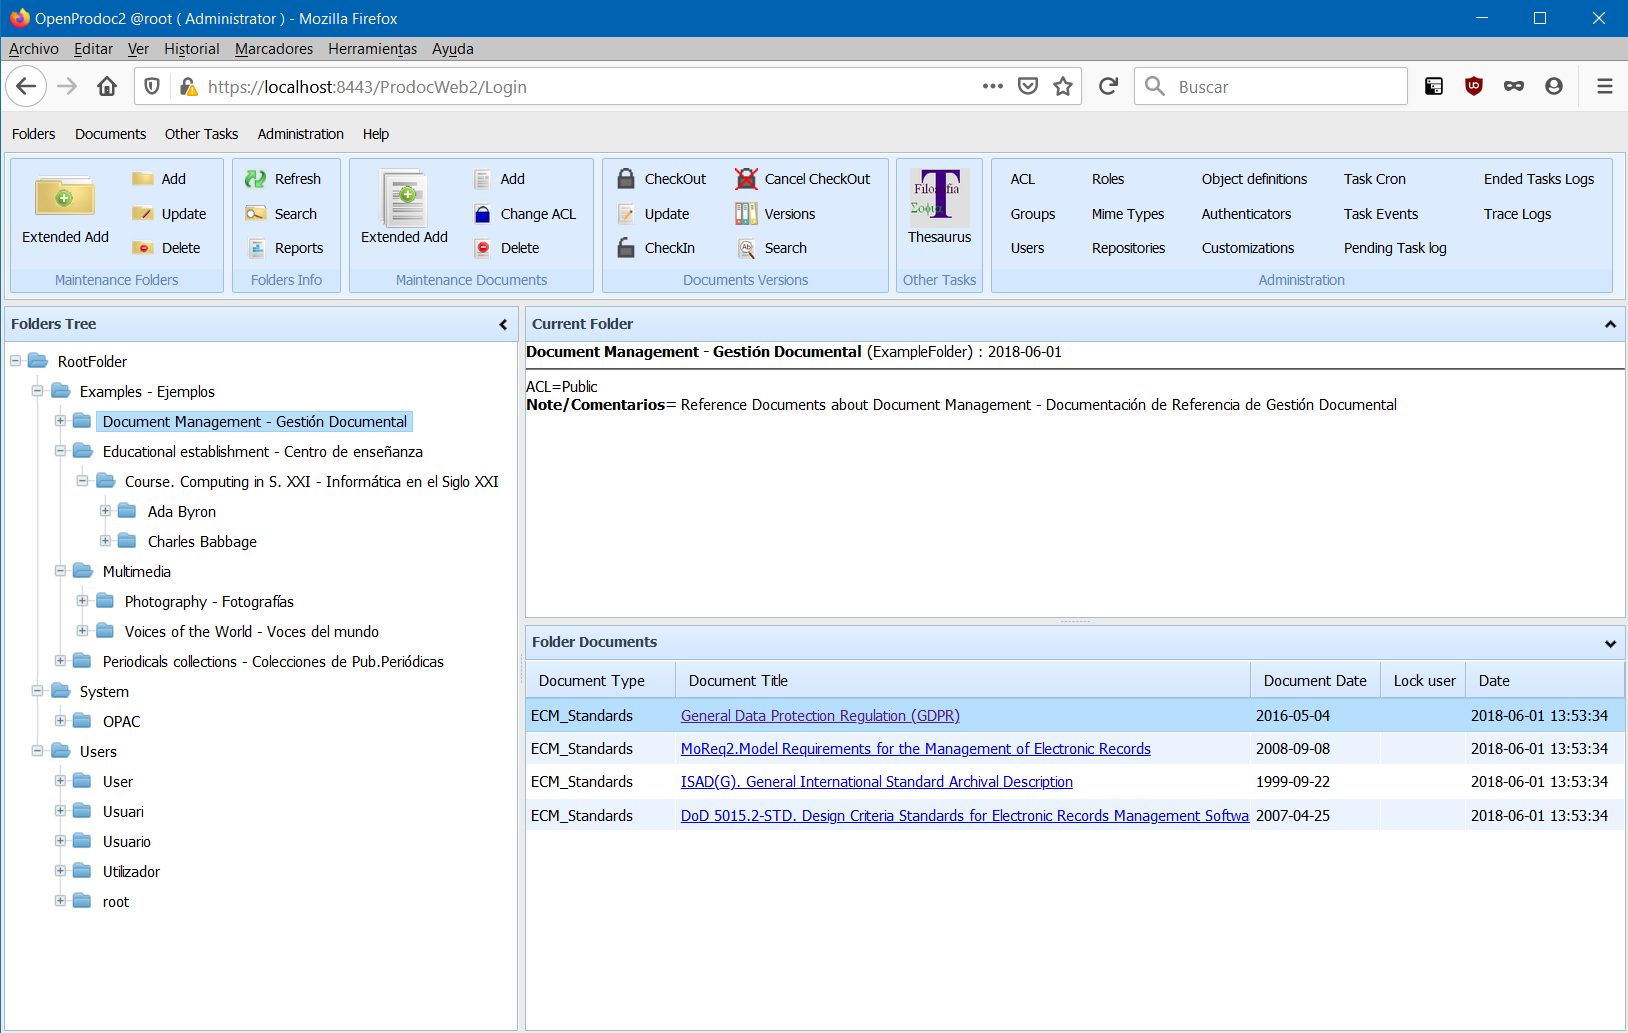 OpenProdoc2 @root ( Administrator ) - Mozilla Firefox
Archivo Editar Ver Historial Marcadores Herramientas Ayuda
https://localhost:8443/ProdocWeb2/Login
Buscar
Folders Documents Other Tasks Administration Help
Extended Add
Add
Update
Delete
Maintenance Folders
Refresh
Search
Reports
Folders Info
Extended Add
Add
Change ACL
Delete
Maintenance Documents
CheckOut
Update
CheckIn
Cancel CheckOut
Versions
Search
Documents Versions
Filosofia
Σοφια
Thesaurus
Other Tasks
ACL Roles Object definitions Task Cron Ended Tasks Logs
Groups Mime Types Authenticators Task Events Trace Logs
Users Repositories Customizations Pending Task log
Administration
Folders Tree
RootFolder
Examples - Ejemplos
Document Management - Gestión Documental
Educational establishment - Centro de enseñanza
Course. Computing in S. XXI - Informática en el Siglo XXI
Ada Byron
Charles Babbage
Multimedia
Photography - Fotografías
Voices of the World - Voces del mundo
Periodicals collections - Colecciones de Pub.Periódicas
System
OPAC
Users
User
Usuari
Usuario
Utilizador
root
Current Folder
Document Management - Gestión Documental (ExampleFolder) : 2018-06-01
ACL=Public
Note/Comentarios= Reference Documents about Document Management - Documentación de Referencia de Gestión Documental
Folder Documents
Document Type Document Title Document Date Lock user Date
ECM_Standards General Data Protection Regulation (GDPR) 2016-05-04 2018-06-01 13:53:34
ECM_Standards MoReq2.Model Requirements for the Management of Electronic Records 2008-09-08 2018-06-01 13:53:34
ECM_Standards ISAD(G). General International Standard Archival Description 1999-09-22 2018-06-01 13:53:34
ECM_Standards DoD 5015.2-STD. Design Criteria Standards for Electronic Records Management Softwa 2007-04-25 2018-06-01 13:53:34